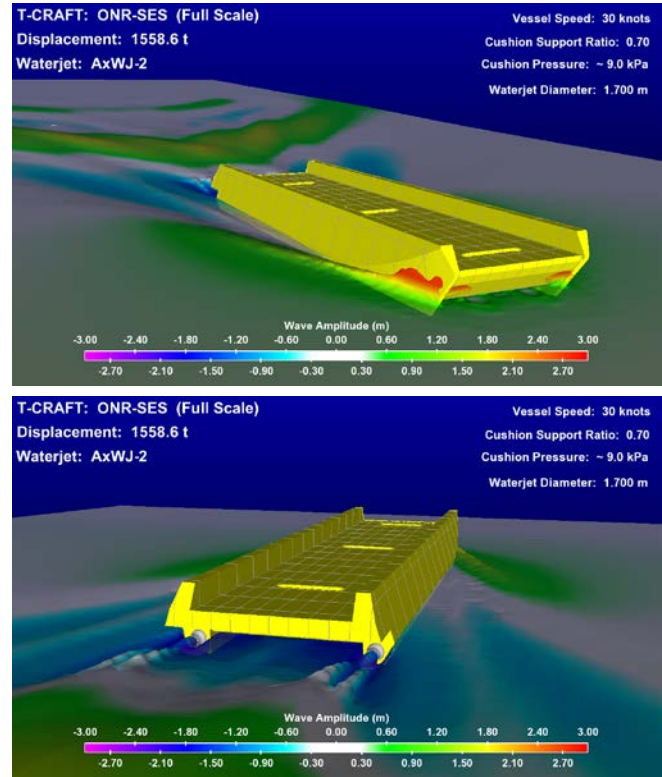 T-CRAFT: ONR-SES (Full Scale)
Displacement: 1558.6 t
Waterjet: AxWJ-2
Vessel Speed: 30 knots
Cushion Support Ratio: 0.70
Cushion Pressure: ~ 9.0 kPa
Waterjet Diameter: 1.700 m
Wave Amplitude (m)
-3.00 -2.40 -1.80 -1.20 -0.60 0.00 0.60 1.20 1.80 2.40 3.00
-2.70 -2.10 -1.50 -0.90 -0.30 0.30 0.90 1.50 2.10 2.70
T-CRAFT: ONR-SES (Full Scale)
Displacement: 1558.6 t
Waterjet: AxWJ-2
Vessel Speed: 30 knots
Cushion Support Ratio: 0.70
Cushion Pressure: ~ 9.0 kPa
Waterjet Diameter: 1.700 m
Wave Amplitude (m)
-3.00 -2.40 -1.80 -1.20 -0.60 0.00 0.60 1.20 1.80 2.40 3.00
-2.70 -2.10 -1.50 -0.90 -0.30 0.30 0.90 1.50 2.10 2.70